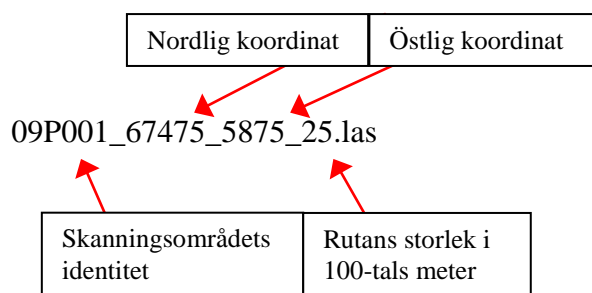 Nordlig koordinat
Östlig koordinat
09P001_67475_5875_25.las
Skanningsområdets
identitet
Rutans storlek i
100-tals meter